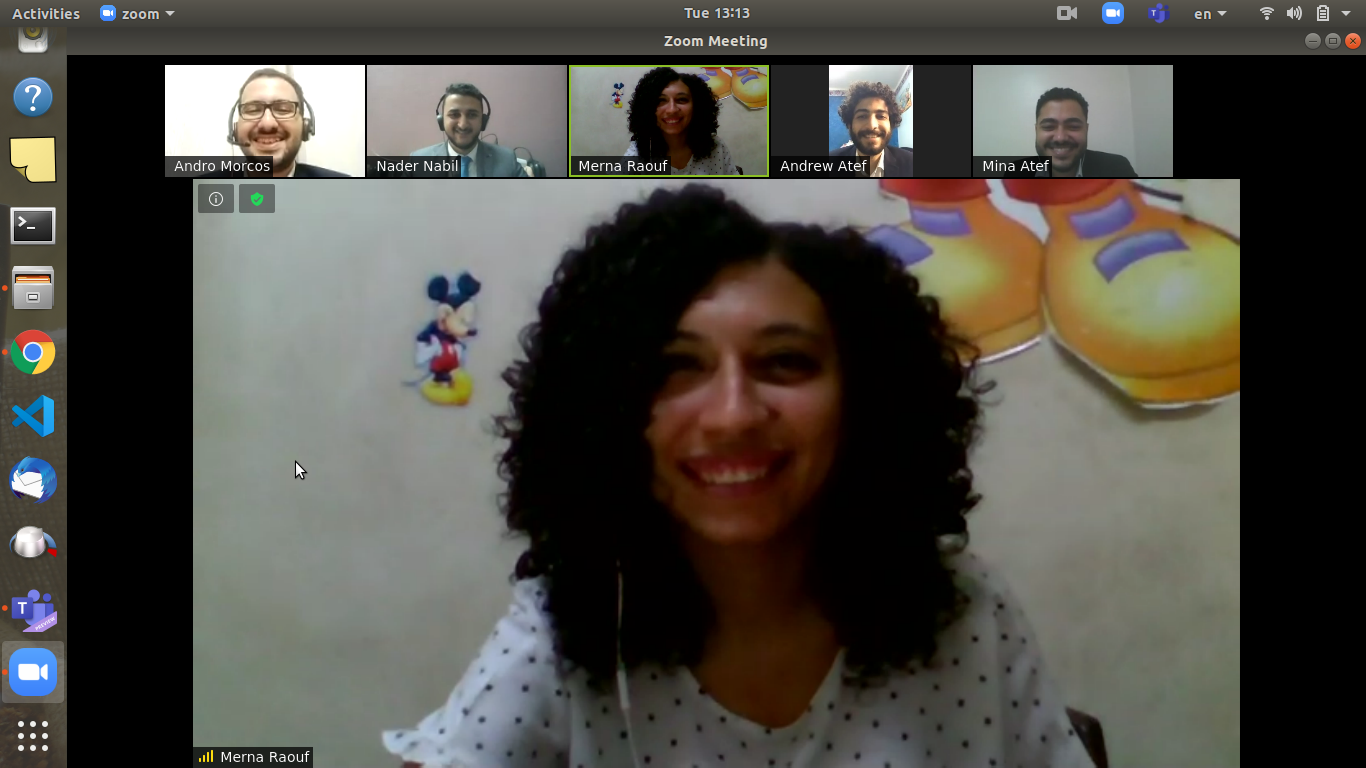 Activities
zoom
Tue 13:13
en
Zoom Meeting
Andro Morcos
Nader Nabil
Merna Raouf
Andrew Atef
Mina Atef
Merna Raouf
T
PREVIEW